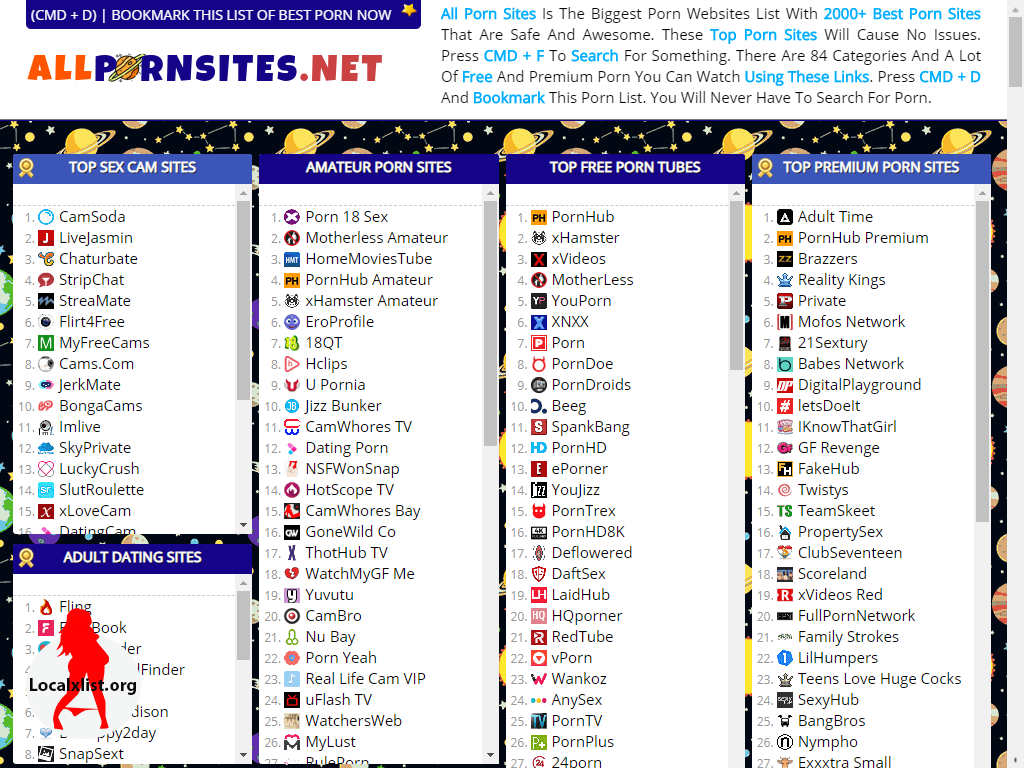 (CMD + D) | BOOKMARK THIS LIST OF BEST PORN NOW
ALLPORNSITES.NET
All Porn Sites Is The Biggest Porn Websites List With 2000+ Best Porn Sites
That Are Safe And Awesome. These Top Porn Sites Will Cause No Issues.
Press CMD + F To Search For Something. There Are 84 Categories And A Lot
Of Free And Premium Porn You Can Watch Using These Links. Press CMD + D
And Bookmark This Porn List. You Will Never Have To Search For Porn.
TOP SEX CAM SITES
1. CamSoda
2. LiveJasmin
3. Chaturbate
4. StripChat
5. StreaMate
6. Flirt4Free
7. MyFreeCams
8. Cams.Com
9. JerkMate
10. BongaCams
11. Imlive
12. SkyPrivate
13. LuckyCrush
14. SlutRoulette
15. xLoveCam
16. DatingCam
ADULT DATING SITES
1. Fling
2. Book
3. der
4. dFinder
Localxlist.org
6. dison
7. ppy2day
8. SnapSext
AMATEUR PORN SITES
1. Porn 18 Sex
2. Motherless Amateur
3. HomeMoviesTube
4. PornHub Amateur
5. xHamster Amateur
6. EroProfile
7. 18QT
8. Hclips
9. U Pornia
10. Jizz Bunker
11. CamWhores TV
12. Dating Porn
13. NSFWonSnap
14. HotScope TV
15. CamWhores Bay
16. GoneWild Co
17. ThotHub TV
18. WatchMyGF Me
19. Yuvutu
20. CamBro
21. Nu Bay
22. Porn Yeah
23. Real Life Cam VIP
24. uFlash TV
25. WatchersWeb
26. MyLust
27. RulePorn
TOP FREE PORN TUBES
1. PornHub
2. xHamster
3. xVideos
4. MotherLess
5. YouPorn
6. XNXX
7. Porn
8. PornDoe
9. PornDroids
10. Beeg
11. SpankBang
12. PornHD
13. ePorner
14. YouJizz
15. PornTrex
16. PornHD8K
17. Deflowered
18. DaftSex
19. LaidHub
20. HQporner
21. RedTube
22. vPorn
23. Wankoz
24. AnySex
25. PornTV
26. PornPlus
27. 24porn
TOP PREMIUM PORN SITES
1. Adult Time
2. PornHub Premium
3. Brazzers
4. Reality Kings
5. Private
6. Mofos Network
7. 21Sextury
8. Babes Network
9. DigitalPlayground
10. letsDoeIt
11. IKnowThatGirl
12. GF Revenge
13. FakeHub
14. Twistys
15. TeamSkeet
16. PropertySex
17. ClubSeventeen
18. Scoreland
19. xVideos Red
20. FullPornNetwork
21. Family Strokes
22. LilHumpers
23. Teens Love Huge Cocks
24. SexyHub
25. BangBros
26. Nympho
27. Exxxtra Small